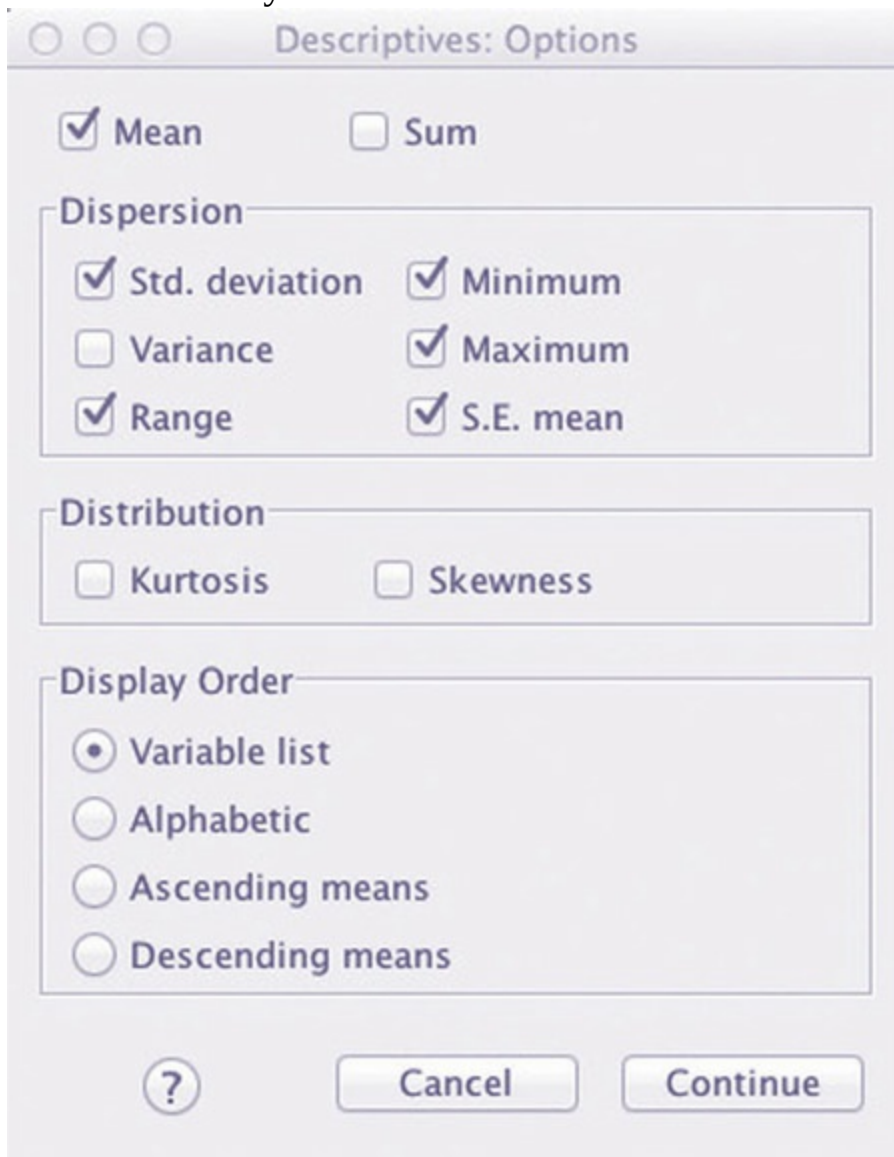 Descriptives: Options
Mean Sum
Dispersion
Std. deviation Minimum
Variance Maximum
Range S.E. mean
Distribution
Kurtosis Skewness
Display Order
Variable list
Alphabetic
Ascending means
Descending means
? Cancel Continue